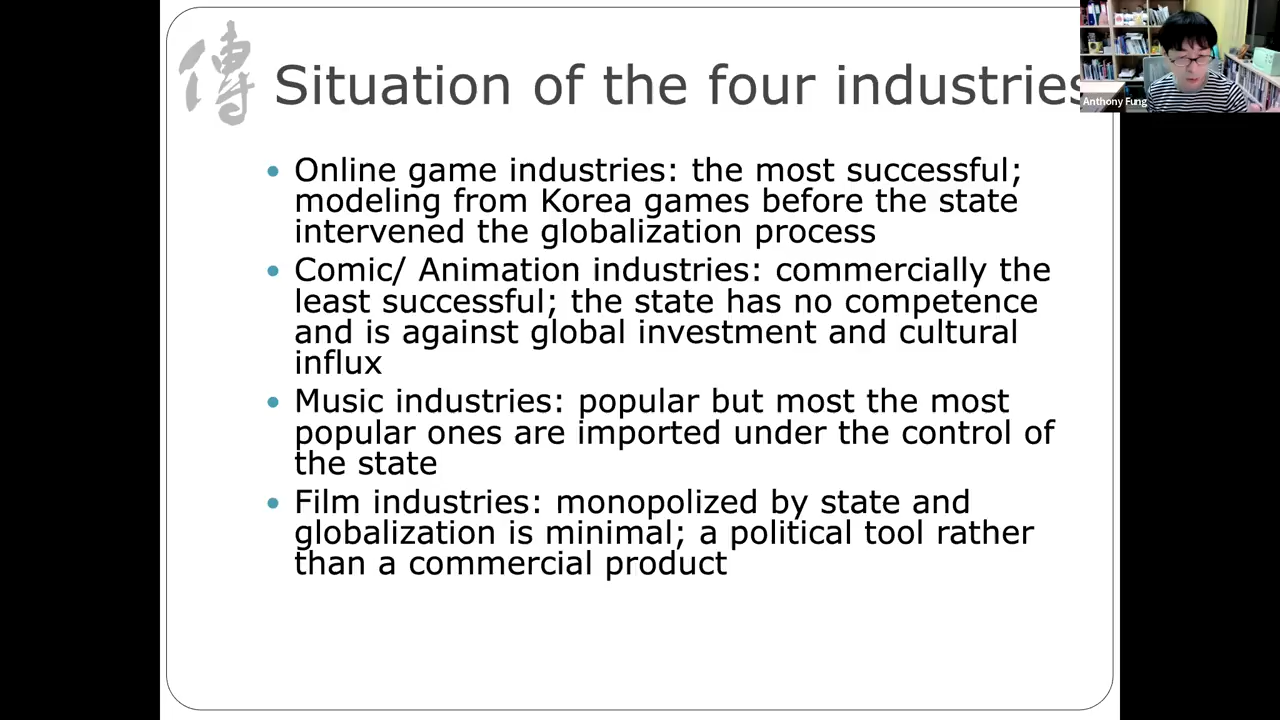 傳
Situation of the four industries
Anthony Fung
• Online game industries: the most successful;
modeling from Korea games before the state
intervened the globalization process
• Comic/ Animation industries: commercially the
least successful; the state has no competence
and is against global investment and cultural
influx
• Music industries: popular but most the most
popular ones are imported under the control of
the state
• Film industries: monopolized by state and
globalization is minimal; a political tool rather
than a commercial product